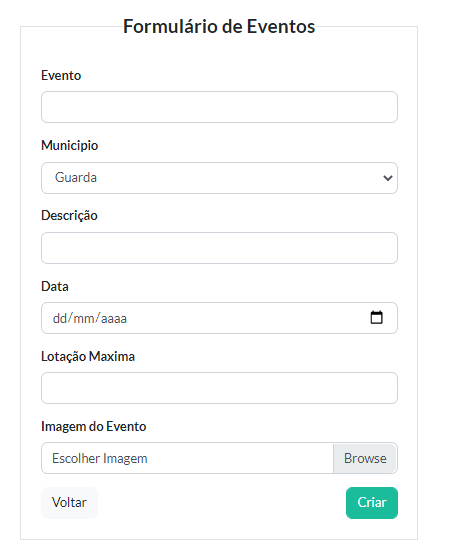 Formulário de Eventos
Evento
Municipio
Guarda
Descrição
Data
dd/mm/aaaa
Lotação Maxima
Imagem do Evento
Escolher Imagem Browse
Voltar Criar